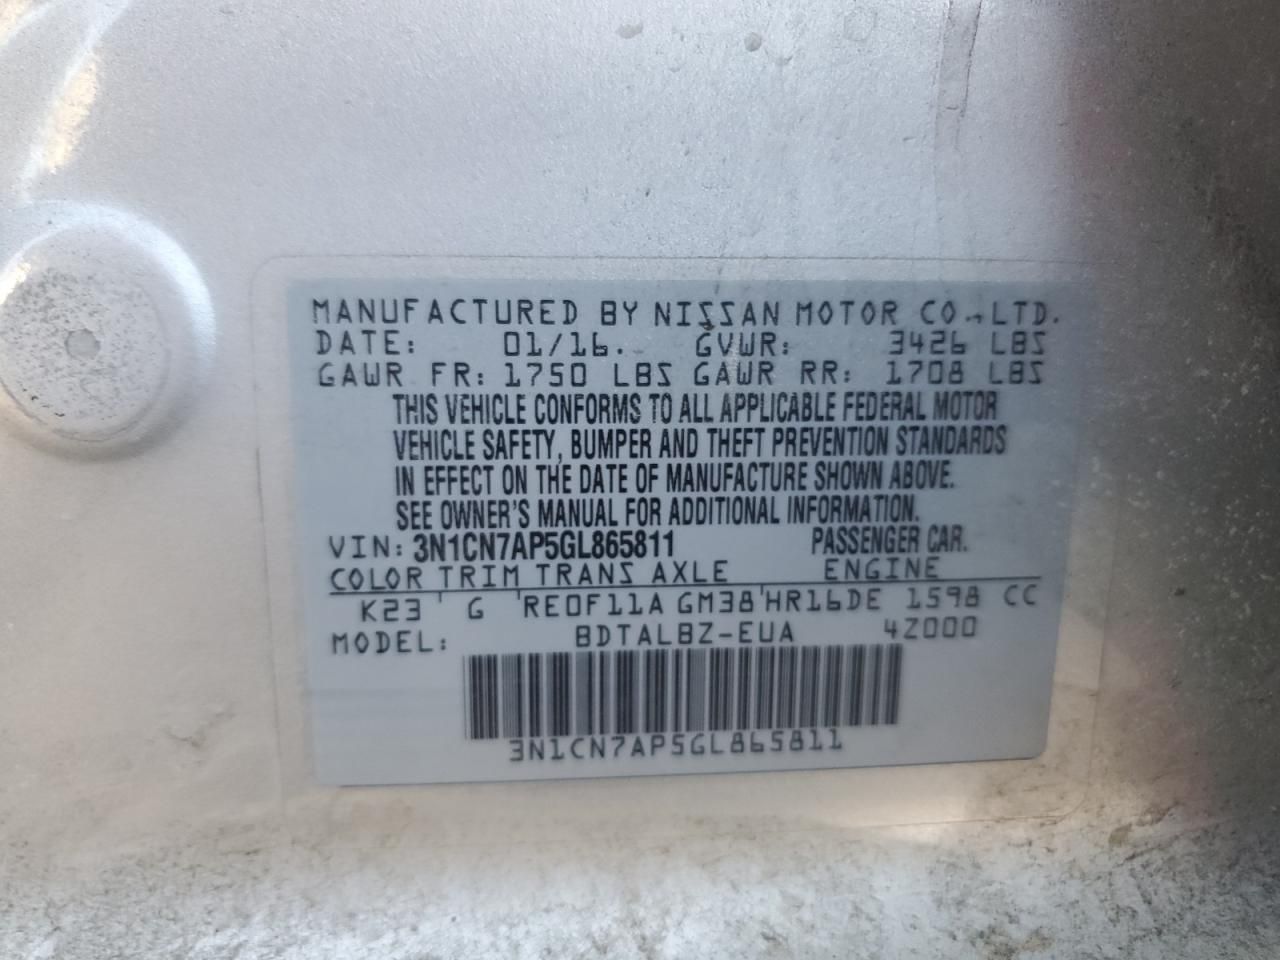 MANUFACTURED BY NISSAN MOTOR CO., LTD.
DATE: 01/16. GVWR: 3426 LBS
GAWR FR: 1750 LBS GAWR RR: 1708 LBS
THIS VEHICLE CONFORMS TO ALL APPLICABLE FEDERAL MOTOR
VEHICLE SAFETY, BUMPER AND THEFT PREVENTION STANDARDS
IN EFFECT ON THE DATE OF MANUFACTURE SHOWN ABOVE.
SEE OWNER'S MANUAL FOR ADDITIONAL INFORMATION.
VIN: 3N1CN7AP5GL865811 PASSENGER CAR.
COLOR TRIM TRANS AXLE ENGINE
K23 ' G 'RE0F11A GM38'HR16DE 1598 CC
MODEL: BDTALBZ-EUA 4Z000
3N1CN7AP5GL865811